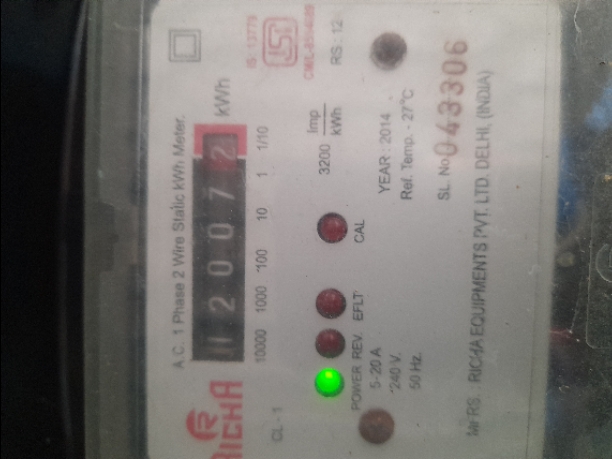 IS : 13779
ISI
RS : 12
A.C. 1 Phase 2 Wire Static kWh Meter.
2 0 0 7 2 kWh
10000 1000 100 10 1 1/10
RICHA
CL - 1
3200 Imp
kWh
POWER REV. EFLT CAL
5-20 A
240 V.
50 Hz.
YEAR : 2014
Ref. Temp. - 27°C
SL. No. 043306
MFRS. : RICHA EQUIPMENTS PVT. LTD. DELHI, (INDIA)